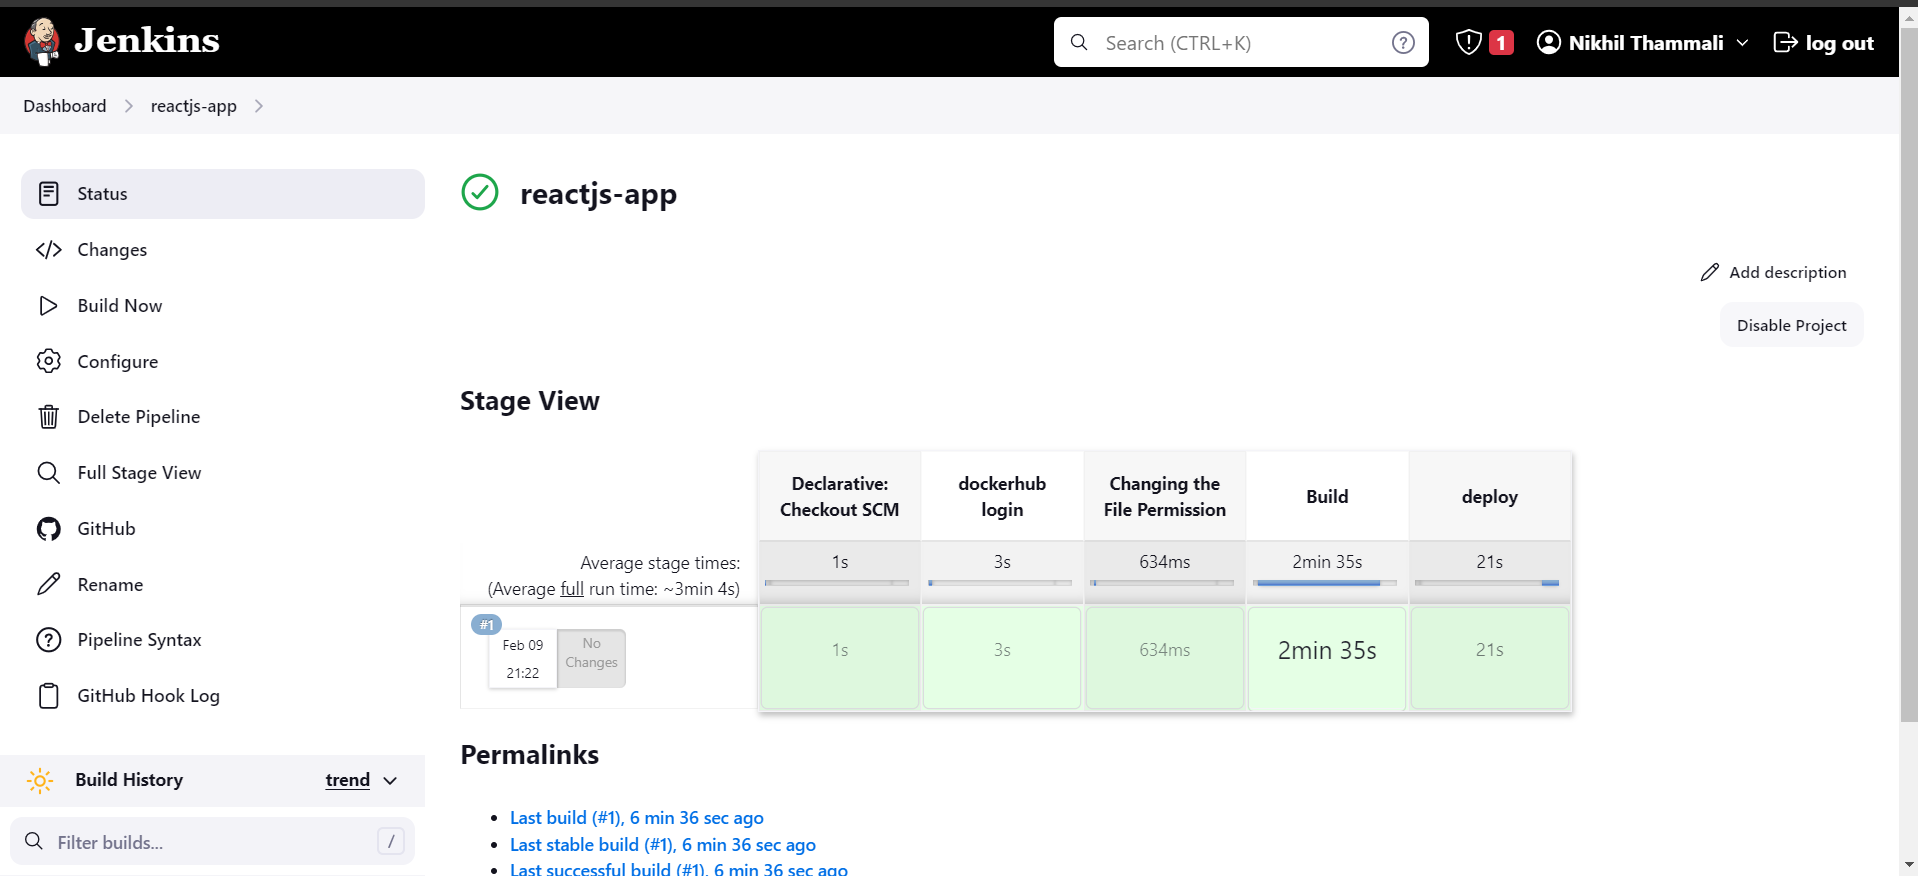 Jenkins
Search (CTRL+K)
1
Nikhil Thammali
log out
Dashboard
reactjs-app
Status
Changes
Build Now
Configure
Delete Pipeline
Full Stage View
GitHub
Rename
Pipeline Syntax
GitHub Hook Log
Build History
trend
Filter builds...
/
reactjs-app
Add description
Disable Project
Stage View
Declarative:
Checkout SCM
dockerhub
login
Changing the
File Permission
Build
deploy
Average stage times:
(Average full run time: ~3min 4s)
1s
3s
634ms
2min 35s
21s
#1
Feb 09
21:22
No
Changes
1s
3s
634ms
2min 35s
21s
Permalinks
Last build (#1), 6 min 36 sec ago
Last stable build (#1), 6 min 36 sec ago
Last successful build (#1), 6 min 36 sec ago